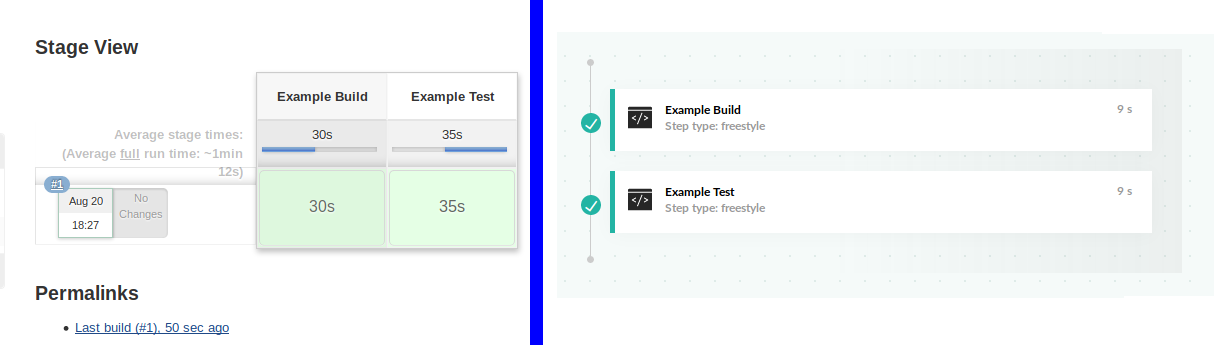 Stage View
Example Build
Example Test
Average stage times:
(Average full run time: ~1min
12s)
30s
35s
#1
Aug 20
18:27
No
Changes
30s
35s
Permalinks
Last build (#1), 50 sec ago
</>
Example Build
Step type: freestyle
9 s
</>
Example Test
Step type: freestyle
9 s